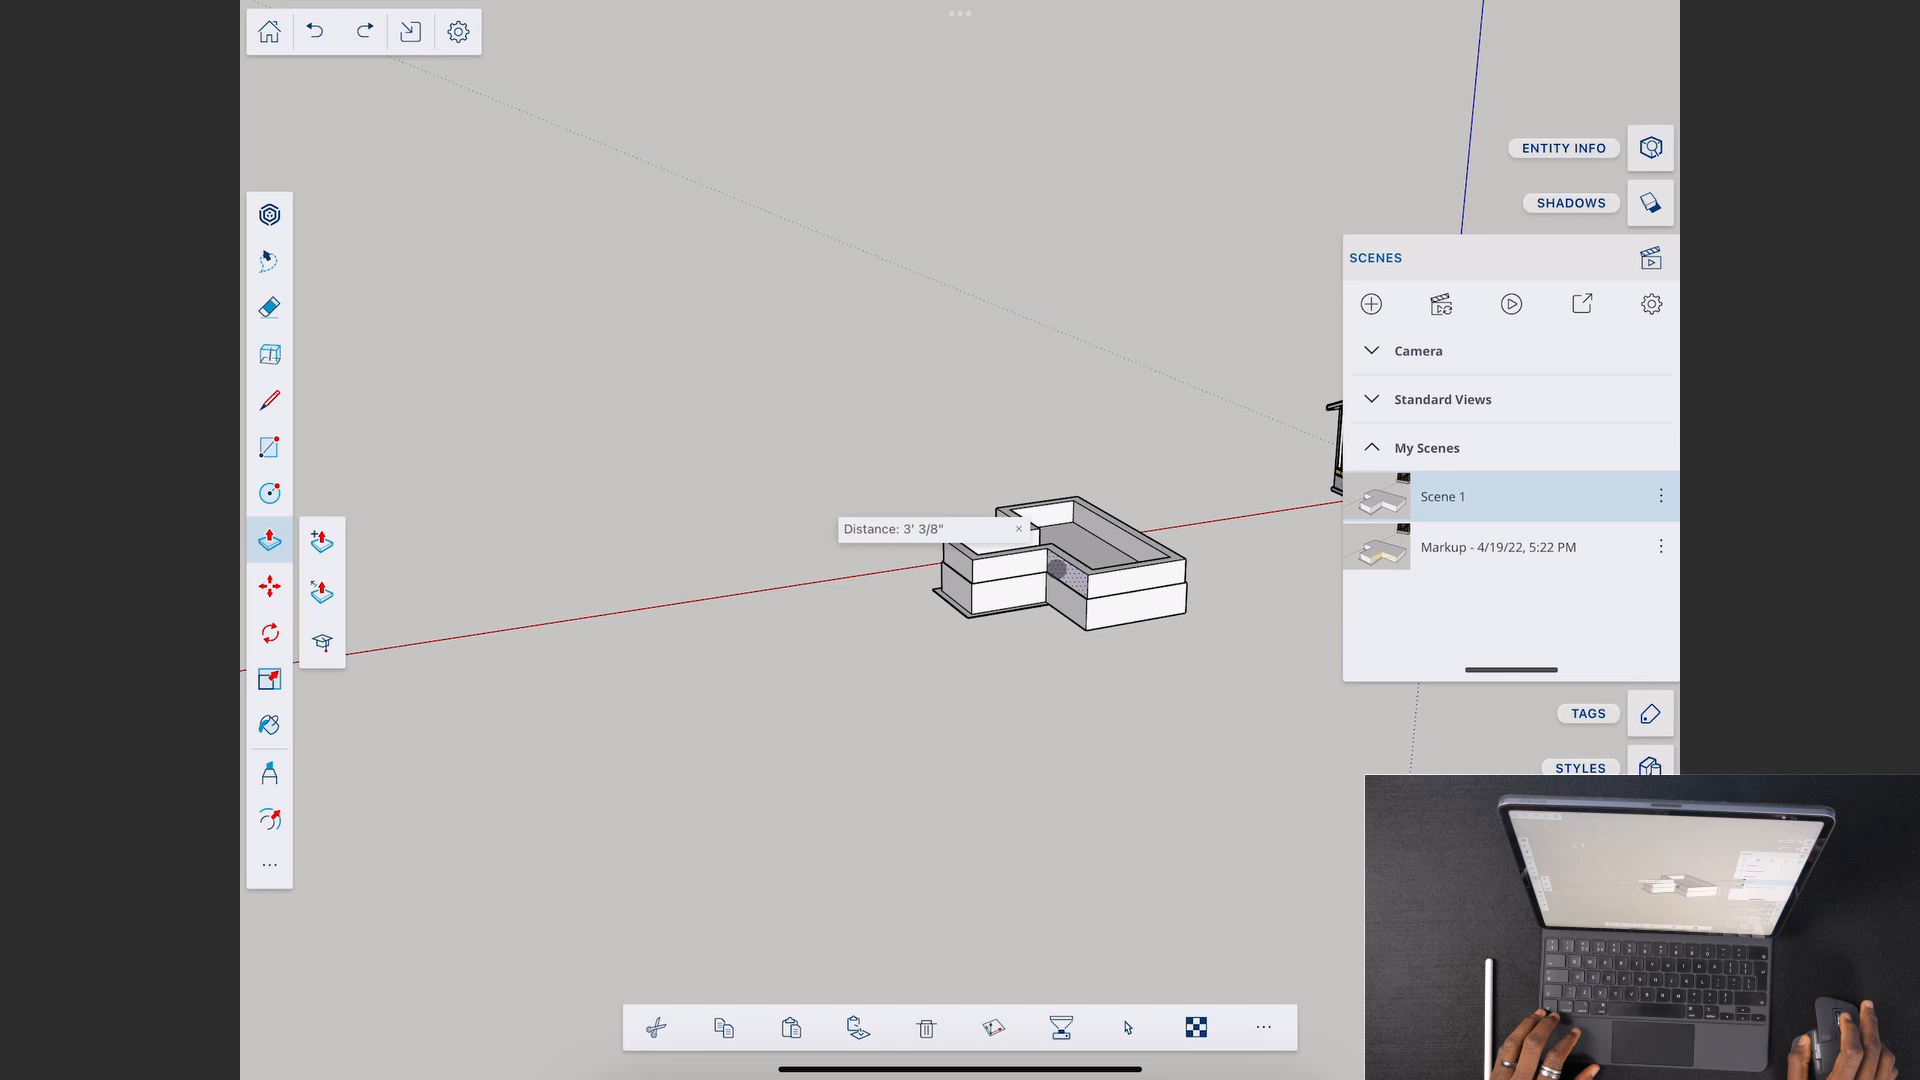 ENTITY INFO
SHADOWS
SCENES
Camera
Standard Views
My Scenes
Scene 1
Markup - 4/19/22, 5:22 PM
Distance: 3' 3/8"
TAGS
STYLES